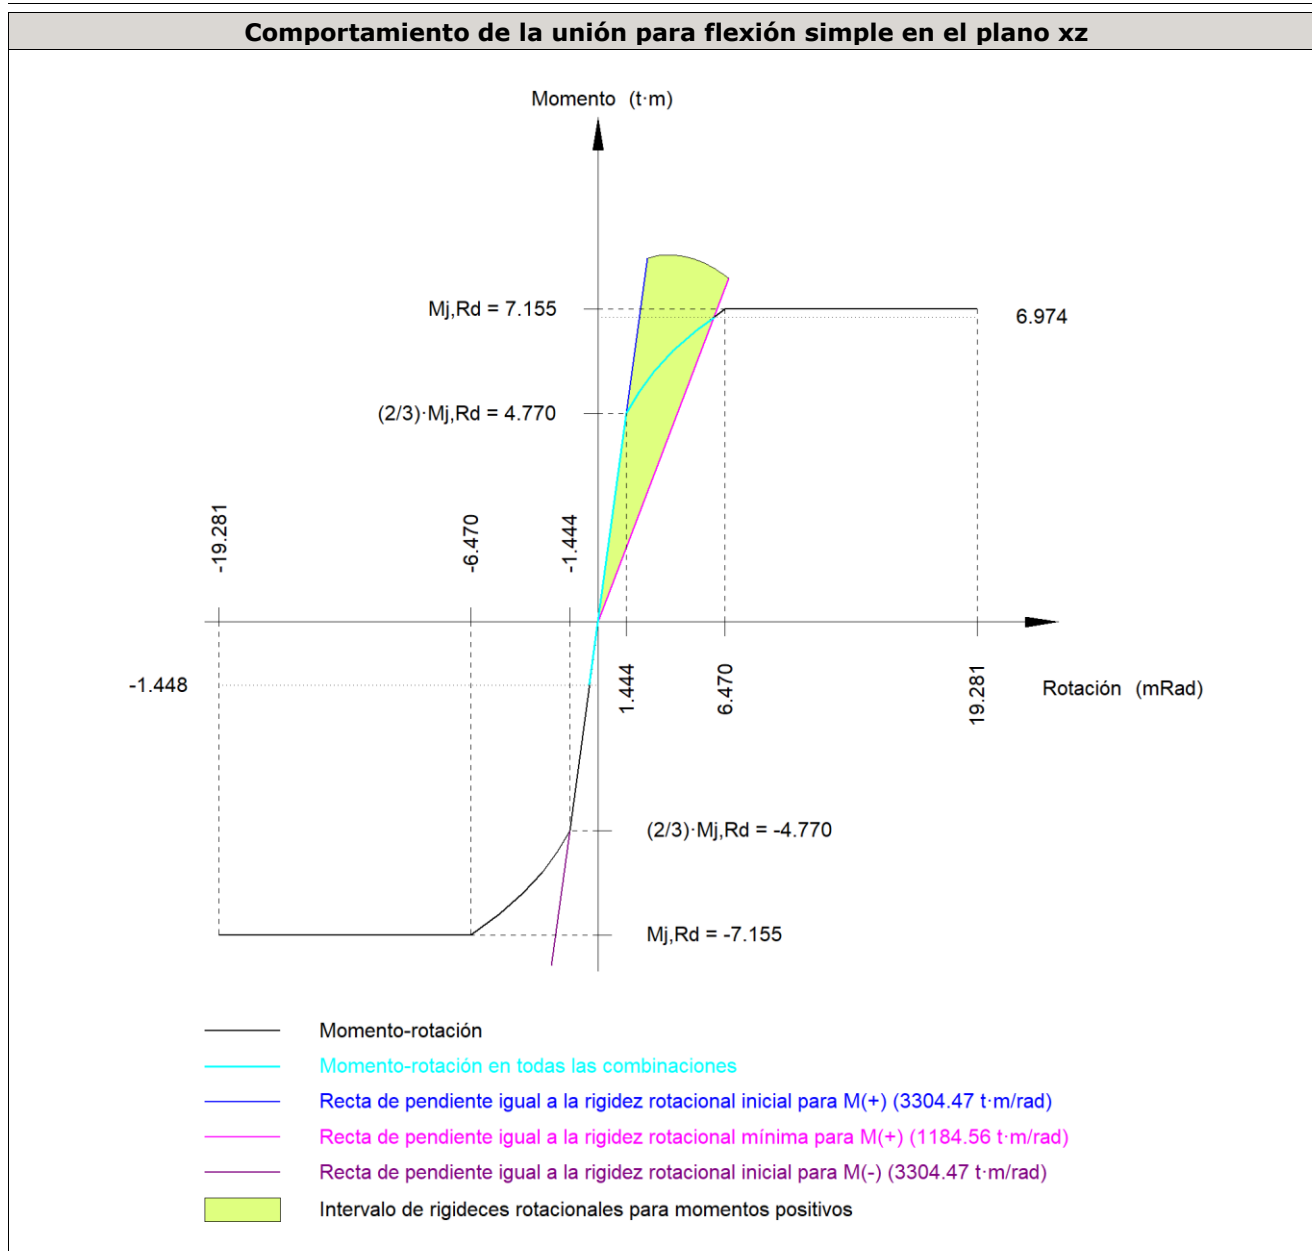 Comportamiento de la unión para flexión simple en el plano xz
Momento (t·m)
Mj,Rd = 7.155
6.974
(2/3)·Mj,Rd = 4.770
-19.281
-6.470
-1.444
-1.448
1.444
6.470
19.281
Rotación (mRad)
(2/3)·Mj,Rd = -4.770
Mj,Rd = -7.155
Momento-rotación
Momento-rotación en todas las combinaciones
Recta de pendiente igual a la rigidez rotacional inicial para M(+) (3304.47 t·m/rad)
Recta de pendiente igual a la rigidez rotacional mínima para M(+) (1184.56 t·m/rad)
Recta de pendiente igual a la rigidez rotacional inicial para M(-) (3304.47 t·m/rad)
Intervalo de rigideces rotacionales para momentos positivos